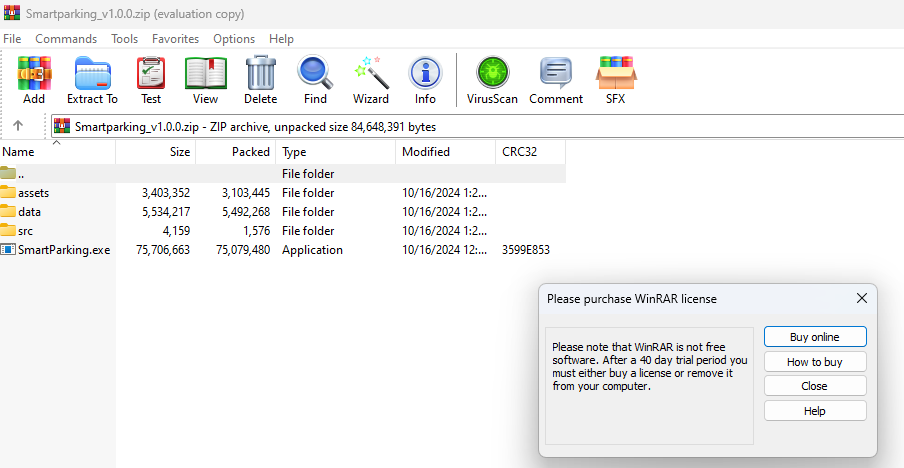 Smartparking_v1.0.0.zip (evaluation copy)
File Commands Tools Favorites Options Help
Add Extract To Test View Delete Find Wizard Info VirusScan Comment SFX
Smartparking_v1.0.0.zip - ZIP archive, unpacked size 84,648,391 bytes
Name Size Packed Type Modified CRC32
.. File folder
assets 3,403,352 3,103,445 File folder 10/16/2024 1:2...
data 5,534,217 5,492,268 File folder 10/16/2024 1:2...
src 4,159 1,576 File folder 10/16/2024 1:2...
SmartParking.exe 75,706,663 75,079,480 Application 10/16/2024 12:... 3599E853
Please purchase WinRAR license
Please note that WinRAR is not free
software. After a 40 day trial period you
must either buy a license or remove it
from your computer.
Buy online
How to buy
Close
Help